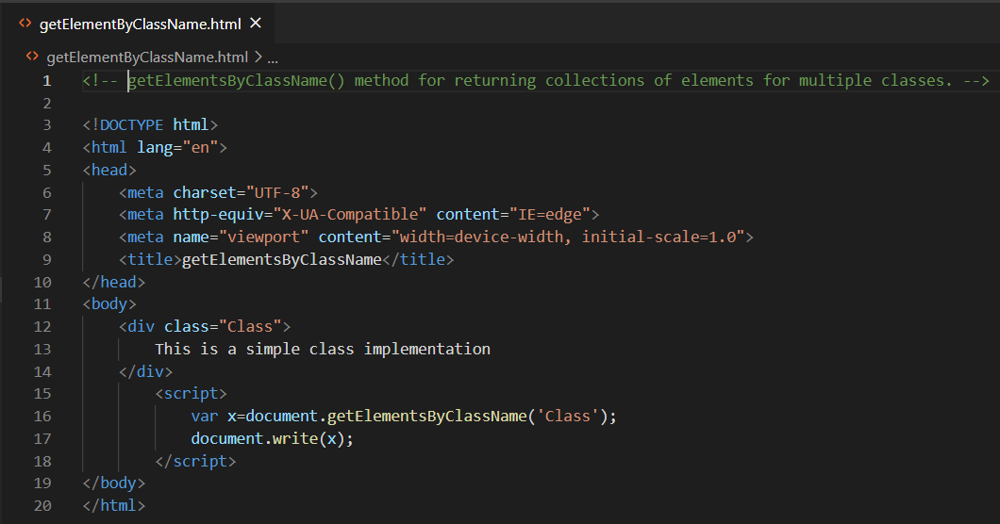 <> getElementByClassName.html ×
<> getElementByClassName.html > ...
1 <!-- getElementsByClassName() method for returning collections of elements for multiple classes. -->
2
3 <!DOCTYPE html>
4 <html lang="en">
5 <head>
6     <meta charset="UTF-8">
7     <meta http-equiv="X-UA-Compatible" content="IE=edge">
8     <meta name="viewport" content="width=device-width, initial-scale=1.0">
9     <title>getElementsByClassName</title>
10 </head>
11 <body>
12     <div class="Class">
13         This is a simple class implementation
14     </div>
15         <script>
16             var x=document.getElementsByClassName('Class');
17             document.write(x);
18         </script>
19 </body>
20 </html>